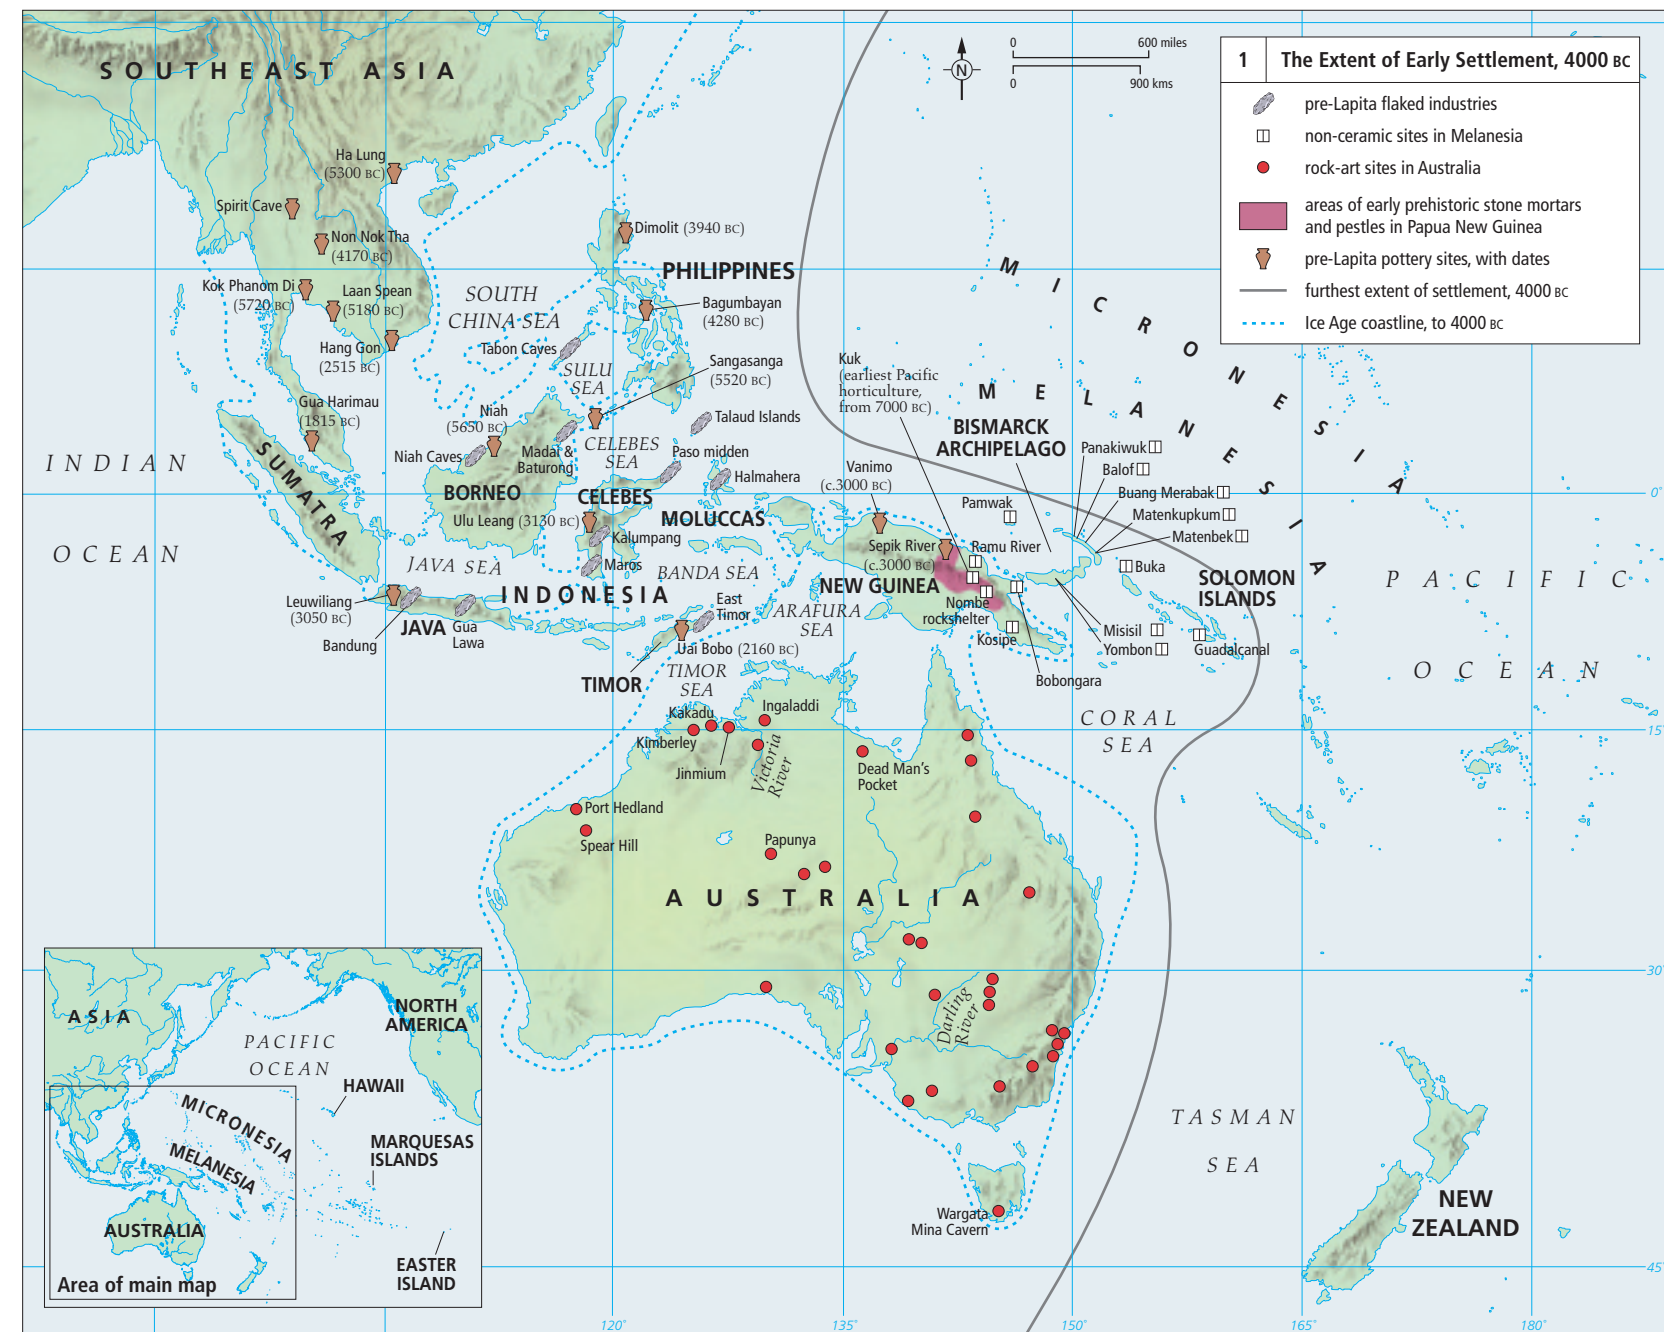 1
The Extent of Early Settlement, 4000 BC
pre-Lapita flaked industries
non-ceramic sites in Melanesia
rock-art sites in Australia
areas of early prehistoric stone mortars
and pestles in Papua New Guinea
pre-Lapita pottery sites, with dates
furthest extent of settlement, 4000 BC
Ice Age coastline, to 4000 BC
0
600 miles
0
900 kms
N
SOUTHEAST ASIA
Ha Lung
(5300 BC)
Spirit Cave
Non Nok Tha
(4170 BC)
Kok Phanom Di
(5720 BC)
Laan Spean
(5180 BC)
Hang Gon
(2515 BC)
Gua Harimau
(1815 BC)
Dimolit (3940 BC)
PHILIPPINES
Bagumbayan
(4280 BC)
Sangasanga
(5520 BC)
SOUTH
CHINA SEA
Tabon Caves
SULU
SEA
Niah
(5650 BC)
Niah Caves
Madai &
Baturong
CELEBES
SEA
Talaud Islands
Paso midden
Halmahera
INDIAN
OCEAN
SUMATRA
BORNEO
CELEBES
MOLUCCAS
Ulu Leang (3130 BC)
Kalumpang
Maros
JAVA SEA
BANDA SEA
INDONESIA
Leuwiliang
(3050 BC)
Bandung
JAVA
Gua
Lawa
East
Timor
Uai Bobo (2160 BC)
TIMOR
TIMOR
SEA
ARAFURA
SEA
Kuk
(earliest Pacific
horticulture,
from 7000 BC)
Vanimo
(c.3000 BC)
Sepik River
(c.3000 BC)
NEW GUINEA
Ramu River
Pamwak
Nombe
rockshelter
Kosipe
Bobongara
BISMARCK
ARCHIPELAGO
MICRONESIA
MELANESIA
Panakiwuk
Balof
Buang Merabak
Matenkupkum
Matenbek
Buka
SOLOMON
ISLANDS
Misisil
Yombon
Guadalcanal
PACIFIC
OCEAN
CORAL
SEA
Kakadu
Kimberley
Jinmium
Ingaladdi
Victoria
River
Dead Man's
Pocket
Port Hedland
Spear Hill
Papunya
AUSTRALIA
Darling
River
Wargata
Mina Cavern
TASMAN
SEA
NEW
ZEALAND
0°
15°
30°
45°
120°
135°
150°
165°
180°
ASIA
NORTH
AMERICA
PACIFIC
OCEAN
HAWAII
MICRONESIA
MELANESIA
MARQUESAS
ISLANDS
AUSTRALIA
EASTER
ISLAND
Area of main map